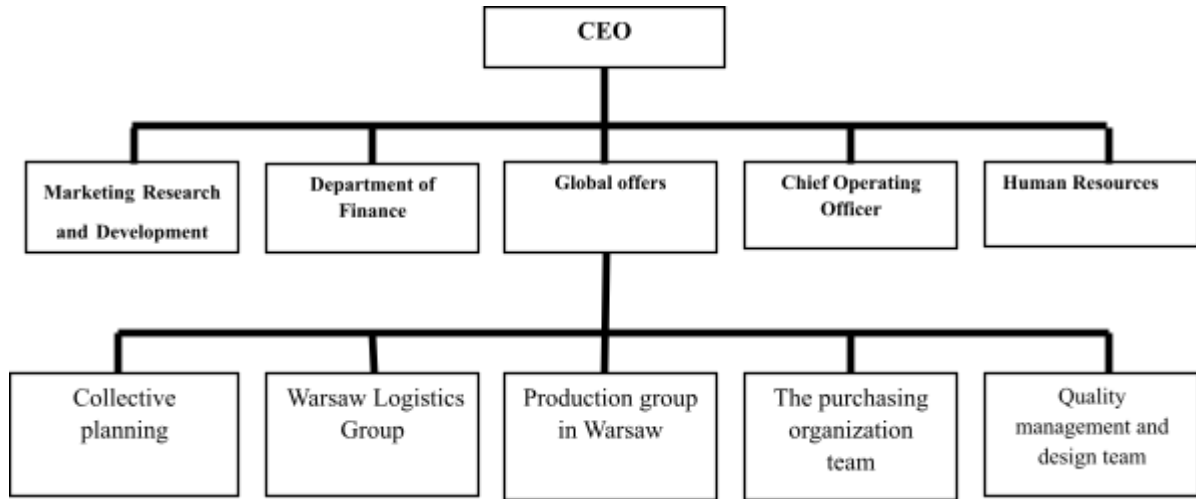 CEO
Marketing Research
and Development
Department of
Finance
Global offers
Chief Operating
Officer
Human Resources
Collective
planning
Warsaw Logistics
Group
Production group
in Warsaw
The purchasing
organization
team
Quality
management and
design team